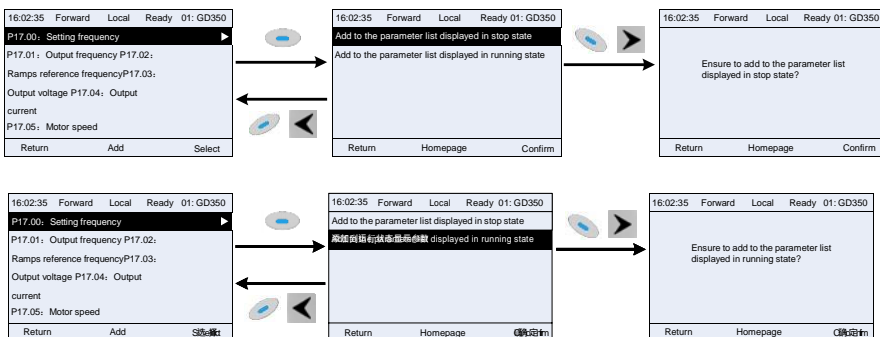 16:02:35 Forward Local Ready 01: GD350
P17.00: Setting frequency
P17.01: Output frequency P17.02:
Ramps reference frequencyP17.03:
Output voltage P17.04: Output
current
P17.05: Motor speed
Return Add Select
16:02:35 Forward Local Ready 01: GD350
Add to the parameter list displayed in stop state
Add to the parameter list displayed in running state
Return Homepage Confirm
16:02:35 Forward Local Ready 01: GD350
Ensure to add to the parameter list
displayed in stop state?
Return Homepage Confirm
16:02:35 Forward Local Ready 01: GD350
P17.00: Setting frequency
P17.01: Output frequency P17.02:
Ramps reference frequencyP17.03:
Output voltage P17.04: Output
current
P17.05: Motor speed
Return Add
16:02:35 Forward Local Ready 01: GD350
Add to the parameter list displayed in stop state
displayed in running state
Return Homepage
16:02:35 Forward Local Ready 01: GD350
Ensure to add to the parameter list
displayed in running state?
Return Homepage